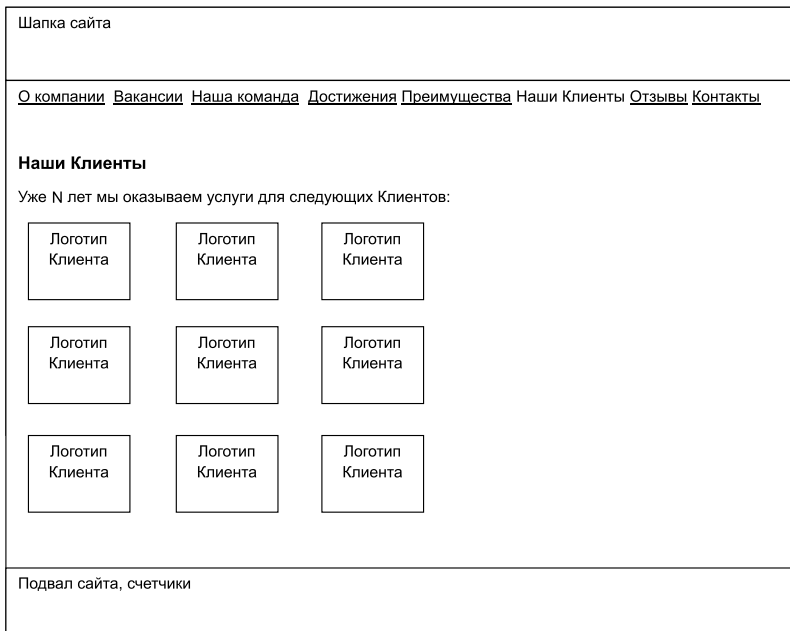 Шапка сайта
О компании Вакансии Наша команда Достижения Преимущества Наши Клиенты Отзывы Контакты
Наши Клиенты
Уже N лет мы оказываем услуги для следующих Клиентов:
Логотип Логотип Логотип
Клиента Клиента Клиента
Логотип Логотип Логотип
Клиента Клиента Клиента
Логотип Логотип Логотип
Клиента Клиента Клиента
Подвал сайта, счетчики